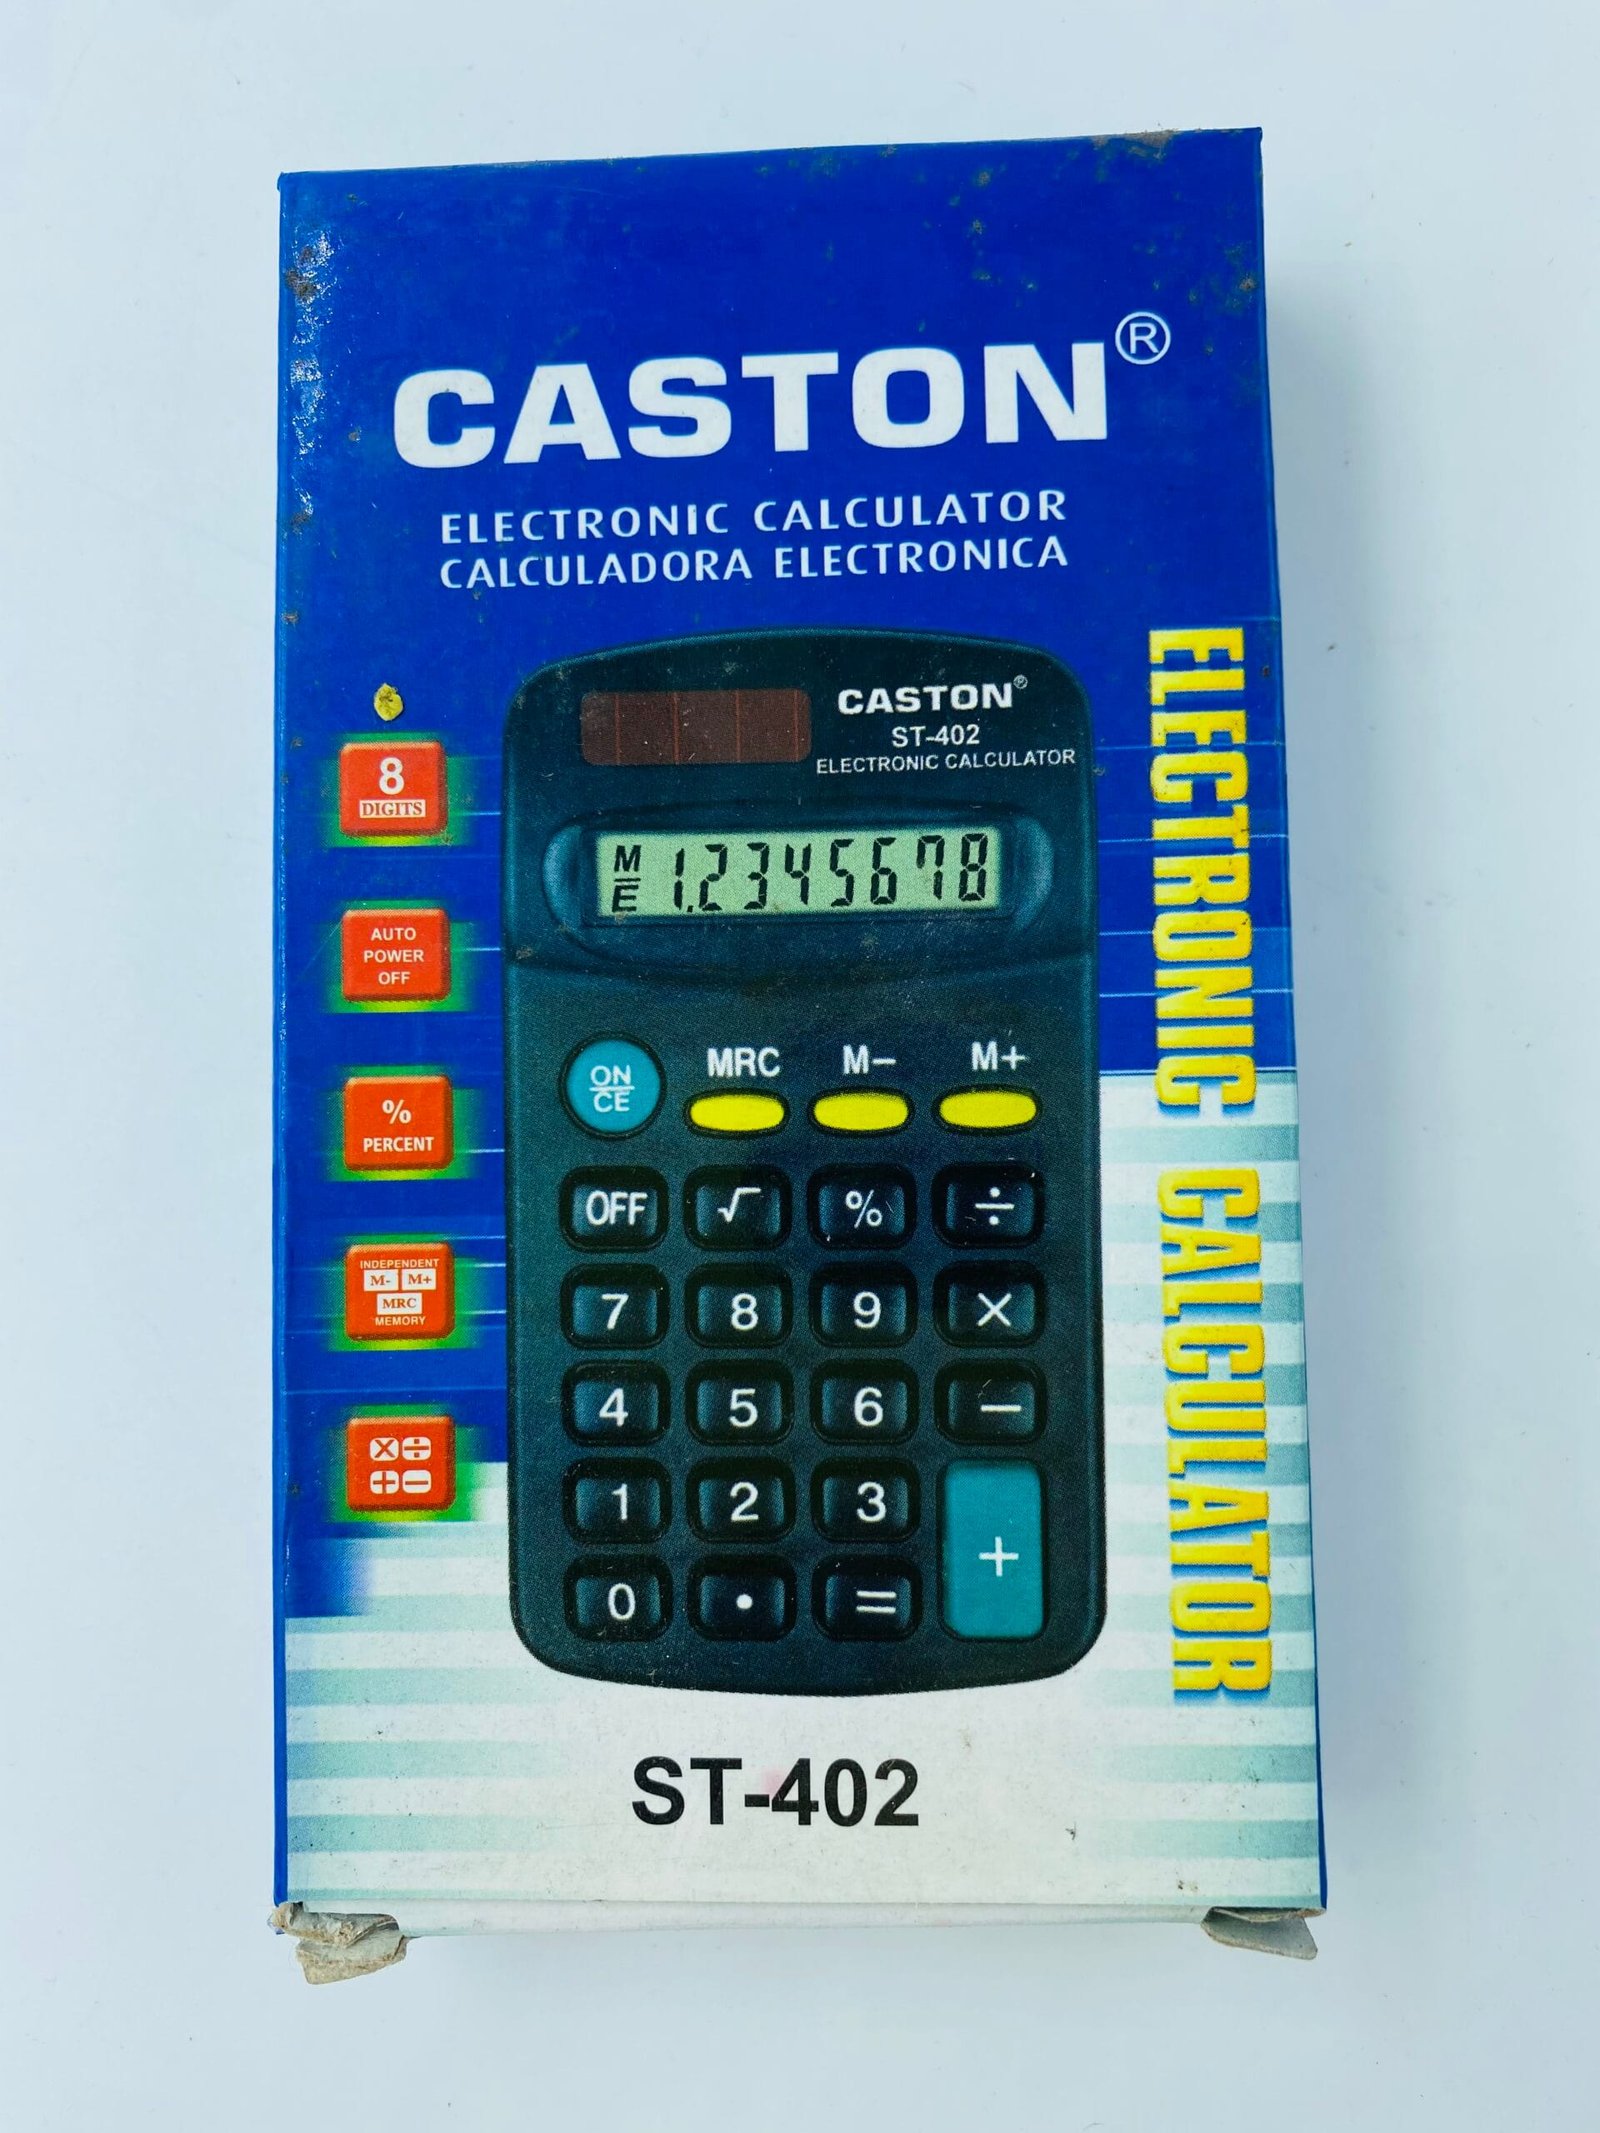 CASTON®
ELECTRONIC CALCULATOR
CALCULADORA ELECTRONICA
ELECTRONIC CALCULATOR
8
DIGITS
AUTO
POWER
OFF
%
PERCENT
INDEPENDENT
M- M+
MRC
MEMORY
× ÷
+ −
CASTON®
ST-402
ELECTRONIC CALCULATOR
M
E
1.2345678
ON
CE
MRC M− M+
OFF √ % ÷
7 8 9 ×
4 5 6 −
1 2 3
+
0 . =
ST-402